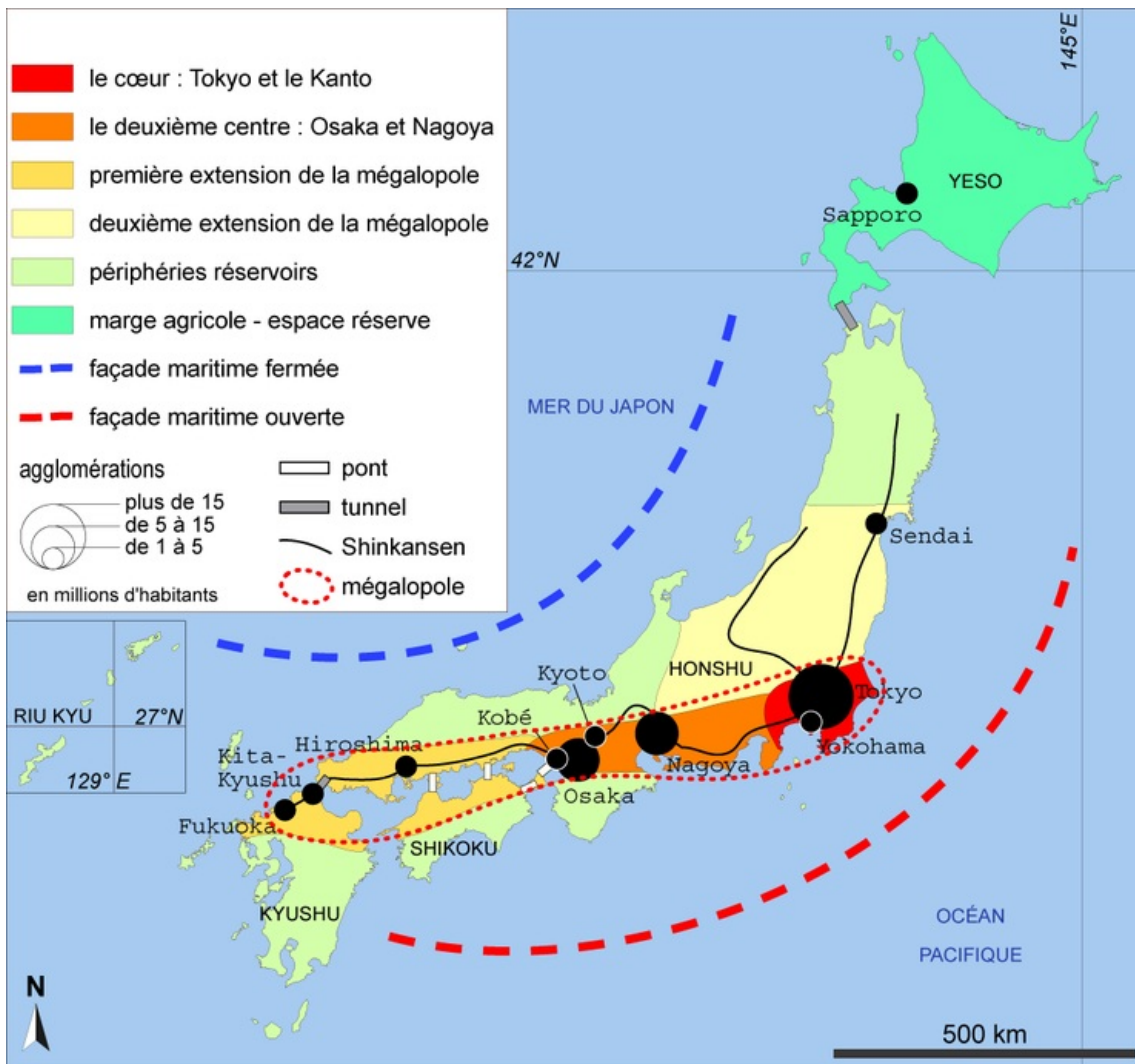 le cœur : Tokyo et le Kanto
le deuxième centre : Osaka et Nagoya
première extension de la mégalopole
deuxième extension de la mégalopole
périphéries réservoirs
marge agricole - espace réserve
façade maritime fermée
façade maritime ouverte
agglomérations
plus de 15
de 5 à 15
de 1 à 5
en millions d'habitants
pont
tunnel
Shinkansen
mégalopole
145°E
YESO
Sapporo
42°N
MER DU JAPON
Sendai
HONSHU
Kyoto
Tokyo
Kobé
Yokohama
RIU KYU
27°N
129° E
Hiroshima
Kita-
Kyushu
Nagoya
Osaka
Fukuoka
SHIKOKU
KYUSHU
OCÉAN
PACIFIQUE
N
500 km